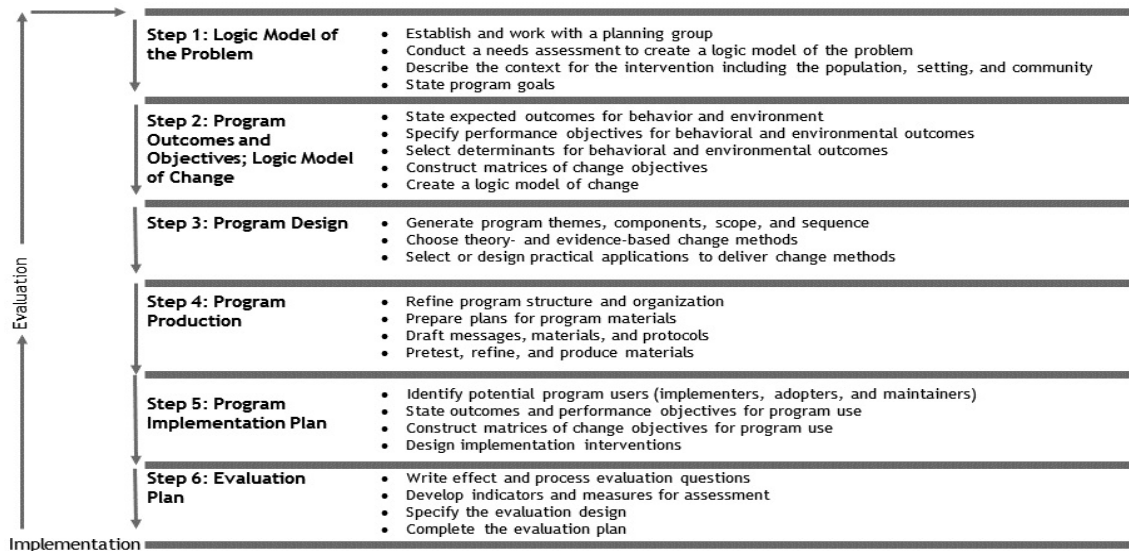 Step 1: Logic Model of
the Problem
• Establish and work with a planning group
• Conduct a needs assessment to create a logic model of the problem
• Describe the context for the intervention including the population, setting, and community
• State program goals
Step 2: Program
Outcomes and
Objectives; Logic Model
of Change
• State expected outcomes for behavior and environment
• Specify performance objectives for behavioral and environmental outcomes
• Select determinants for behavioral and environmental outcomes
• Construct matrices of change objectives
• Create a logic model of change
Step 3: Program Design
• Generate program themes, components, scope, and sequence
• Choose theory- and evidence-based change methods
• Select or design practical applications to deliver change methods
Step 4: Program
Production
• Refine program structure and organization
• Prepare plans for program materials
• Draft messages, materials, and protocols
• Pretest, refine, and produce materials
Step 5: Program
Implementation Plan
• Identify potential program users (implementers, adopters, and maintainers)
• State outcomes and performance objectives for program use
• Construct matrices of change objectives for program use
• Design implementation interventions
Step 6: Evaluation
Plan
• Write effect and process evaluation questions
• Develop indicators and measures for assessment
• Specify the evaluation design
• Complete the evaluation plan
Evaluation
Implementation